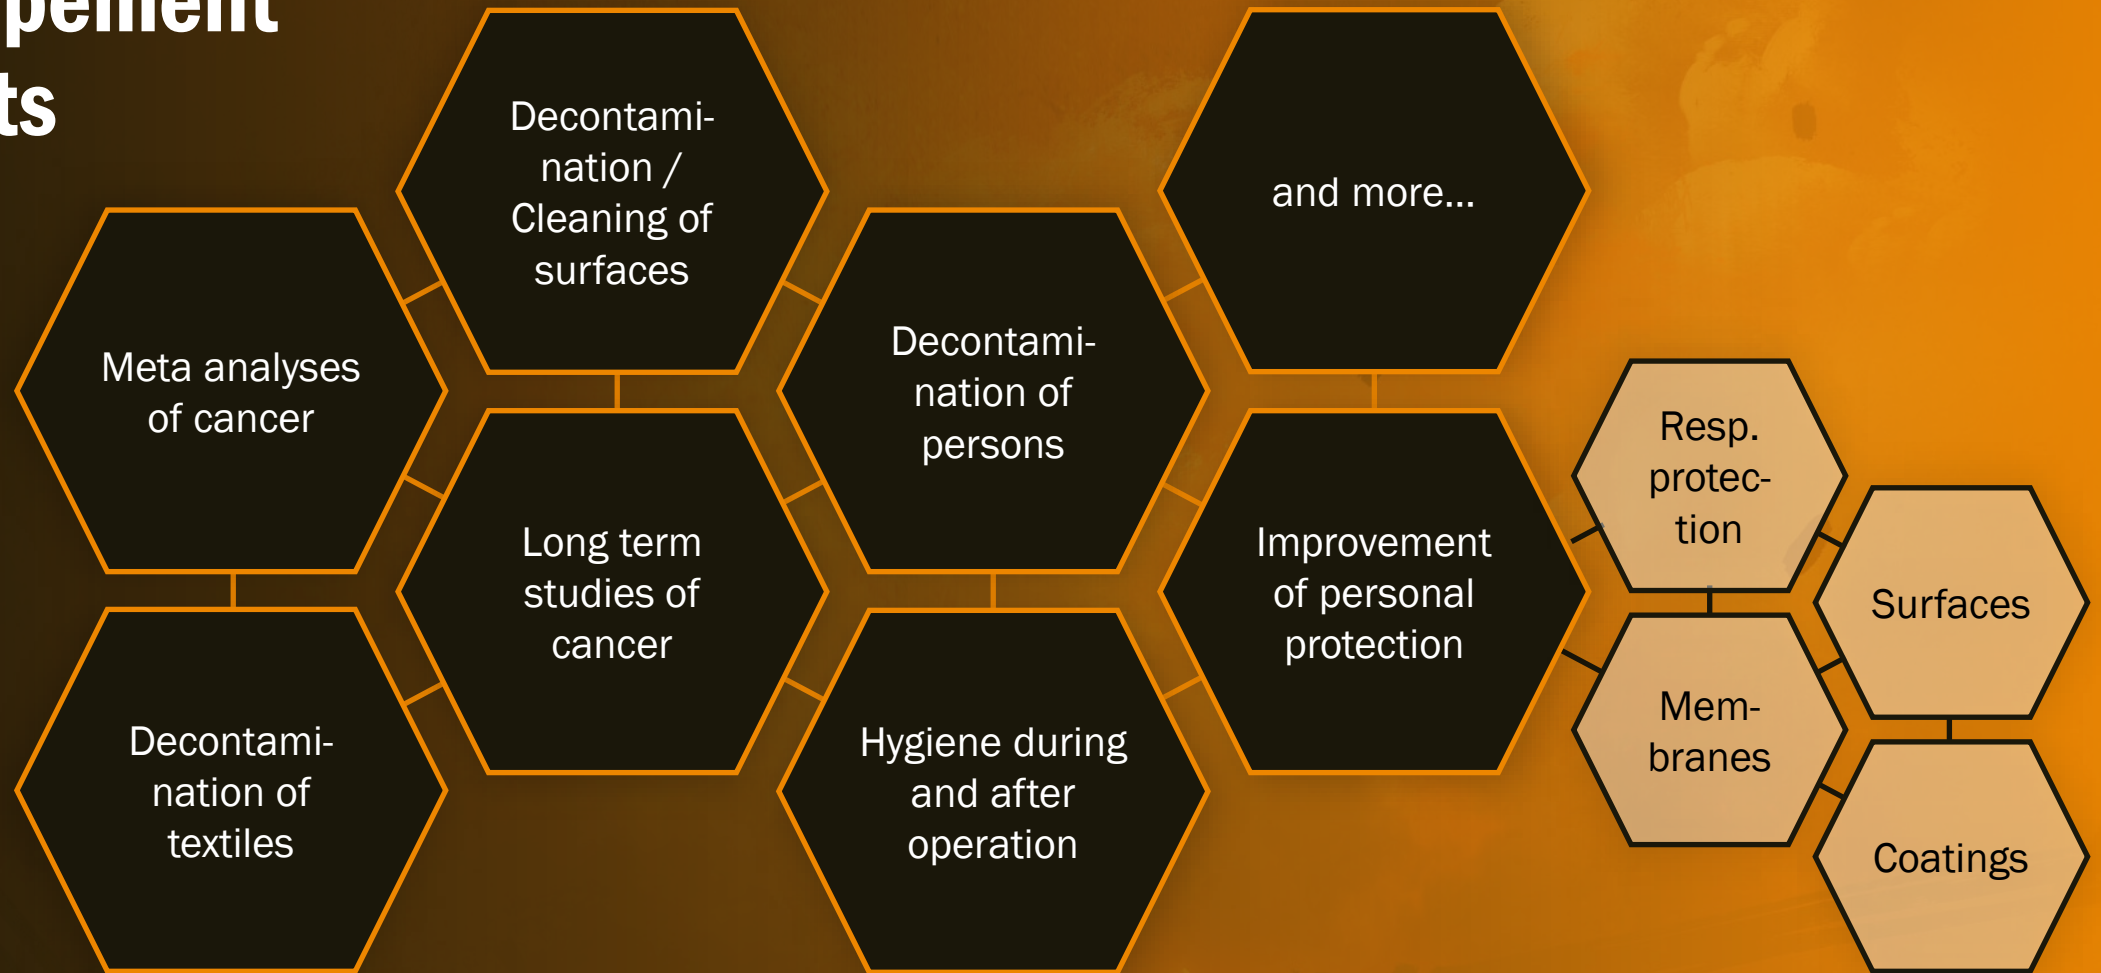 pement
ts
Decontami-
nation /
Cleaning of
surfaces
and more...
Meta analyses
of cancer
Decontami-
nation of
persons
Long term
studies of
cancer
Improvement
of personal
protection
Decontami-
nation of
textiles
Hygiene during
and after
operation
Resp.
protec-
tion
Surfaces
Mem-
branes
Coatings